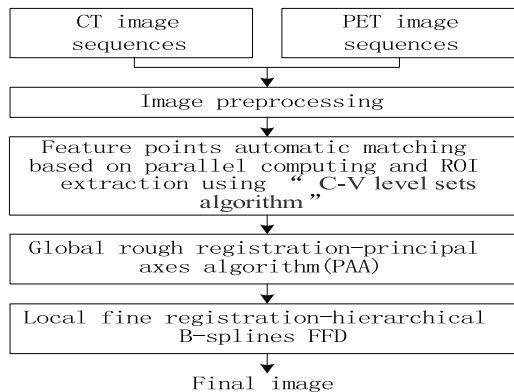 CT image
sequences
PET image
sequences
Image preprocessing
Feature points automatic matching
based on parallel computing and ROI
extraction using “ C-V level sets
algorithm”
Global rough registration-principal
axes algorithm(PAA)
Local fine registration-hierarchical
B-splines FFD
Final image